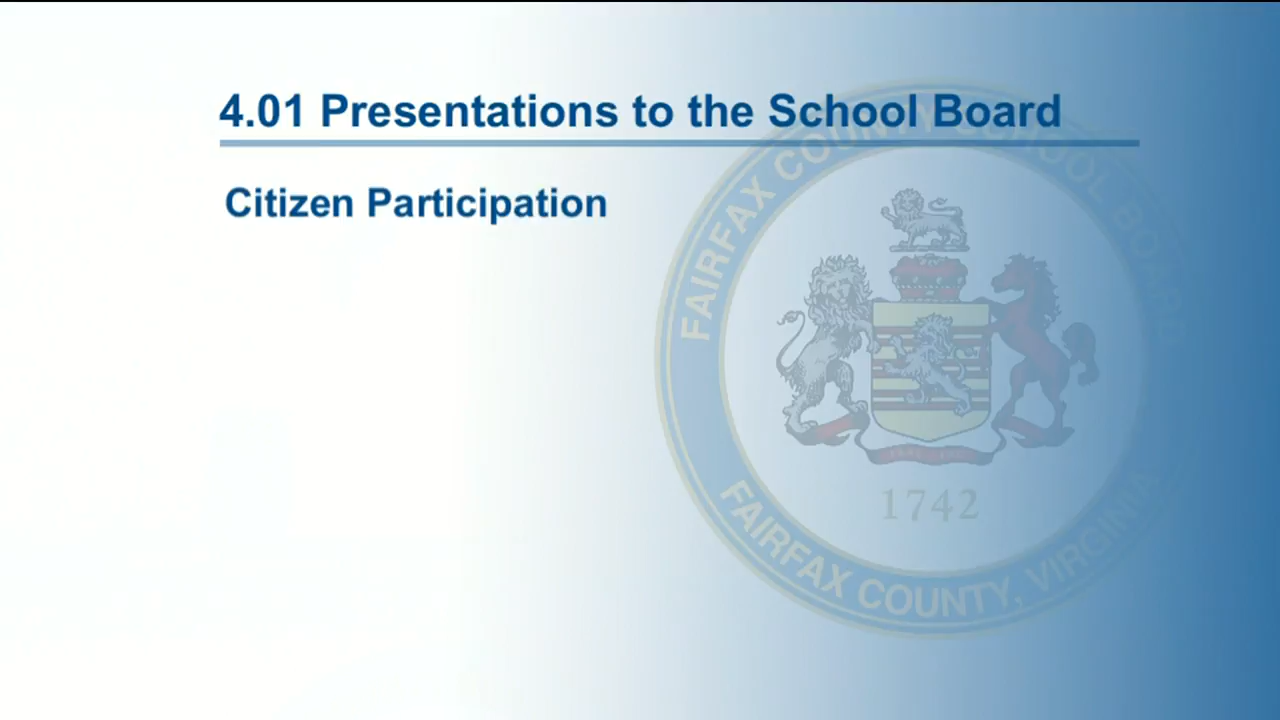 4.01 Presentations to the School Board
Citizen Participation
FAIRFAX COUNTY SCHOOL BOARD
1742
FAIRFAX COUNTY, VIRGINIA